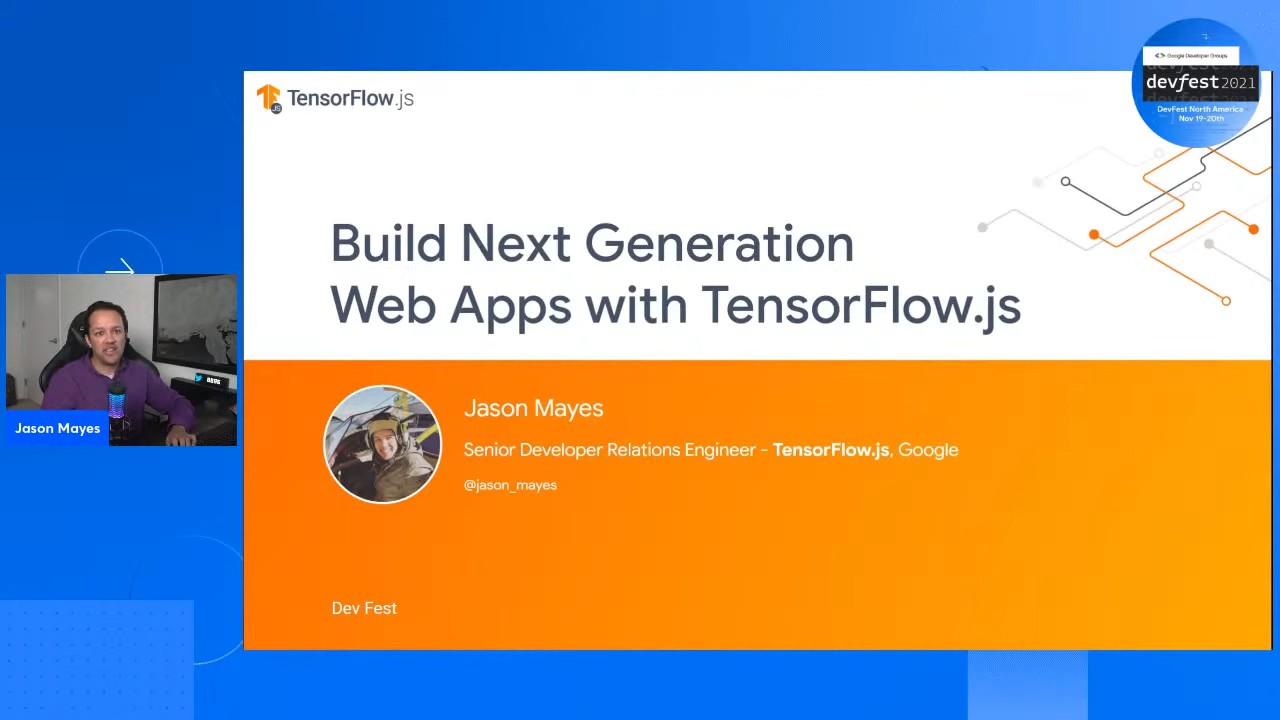 TensorFlow.js
JS
Google Developer Groups
devfest 2021
DevFest North America
Nov 19-20th
Build Next Generation
Web Apps with TensorFlow.js
Jason Mayes
Jason Mayes
Senior Developer Relations Engineer - TensorFlow.js, Google
@jason_mayes
Dev Fest